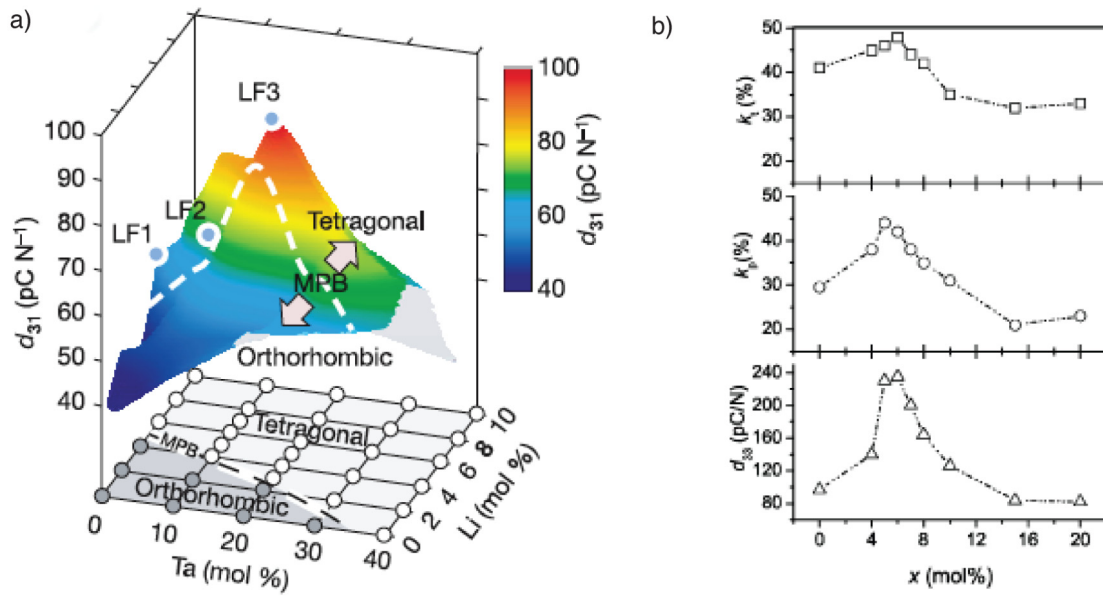 a)
100
90
80
70
60
50
40
d31 (pC N–1)
LF1
LF2
LF3
Tetragonal
MPB
Orthorhombic
Tetragonal
MPB
Orthorhombic
0
10
20
30
40
Ta (mol %)
0
2
4
6
8
10
Li (mol %)
100
80
60
40
d31 (pC N–1)
b)
50
40
30
kt (%)
40
30
20
kp (%)
240
200
160
120
80
d33 (pC/N)
0 4 8 12 16 20
x (mol%)